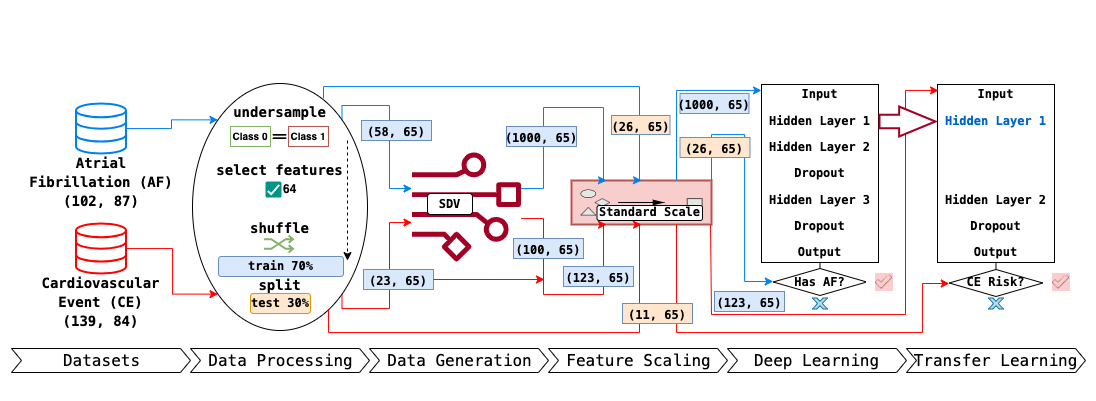 Atrial
Fibrillation (AF)
(102, 87)
Cardiovascular
Event (CE)
(139, 84)
undersample
Class 0
Class 1
select features
64
shuffle
train 70%
split
test 30%
(58, 65)
(23, 65)
SDV
(1000, 65)
(100, 65)
(123, 65)
(26, 65)
Standard Scale
(11, 65)
(1000, 65)
(26, 65)
(123, 65)
Input
Hidden Layer 1
Hidden Layer 2
Dropout
Hidden Layer 3
Dropout
Output
Has AF?
Input
Hidden Layer 1
Hidden Layer 2
Dropout
Output
CE Risk?
Datasets
Data Processing
Data Generation
Feature Scaling
Deep Learning
Transfer Learning